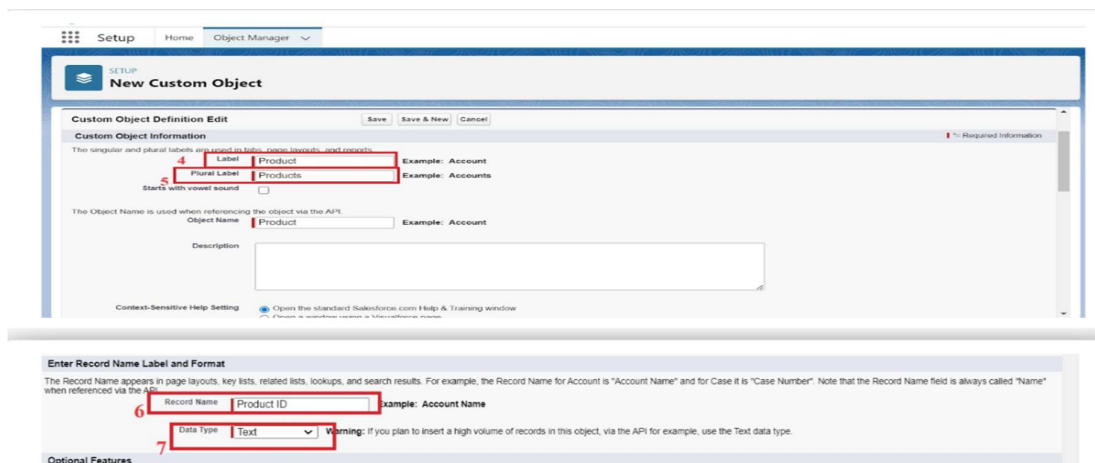 Setup Home Object Manager
SETUP
New Custom Object
Custom Object Definition Edit Save Save & New Cancel
Custom Object Information = Required Information
The singular and plural labels are used in tabs, page layouts, and reports.
4 Label Product Example: Account
5 Plural Label Products Example: Accounts
Starts with vowel sound
The Object Name is used when referencing the object via the API.
Object Name Product Example: Account
Description
Context-Sensitive Help Setting Open the standard Salesforce.com Help & Training window
Open a window using a Visualforce page
Enter Record Name Label and Format
The Record Name appears in page layouts, key lists, related lists, lookups, and search results. For example, the Record Name for Account is "Account Name" and for Case it is "Case Number". Note that the Record Name field is always called "Name"
when referenced via the API.
6 Record Name Product ID Example: Account Name
7 Data Type Text Warning: If you plan to insert a high volume of records in this object, via the API for example, use the Text data type.
Optional Features